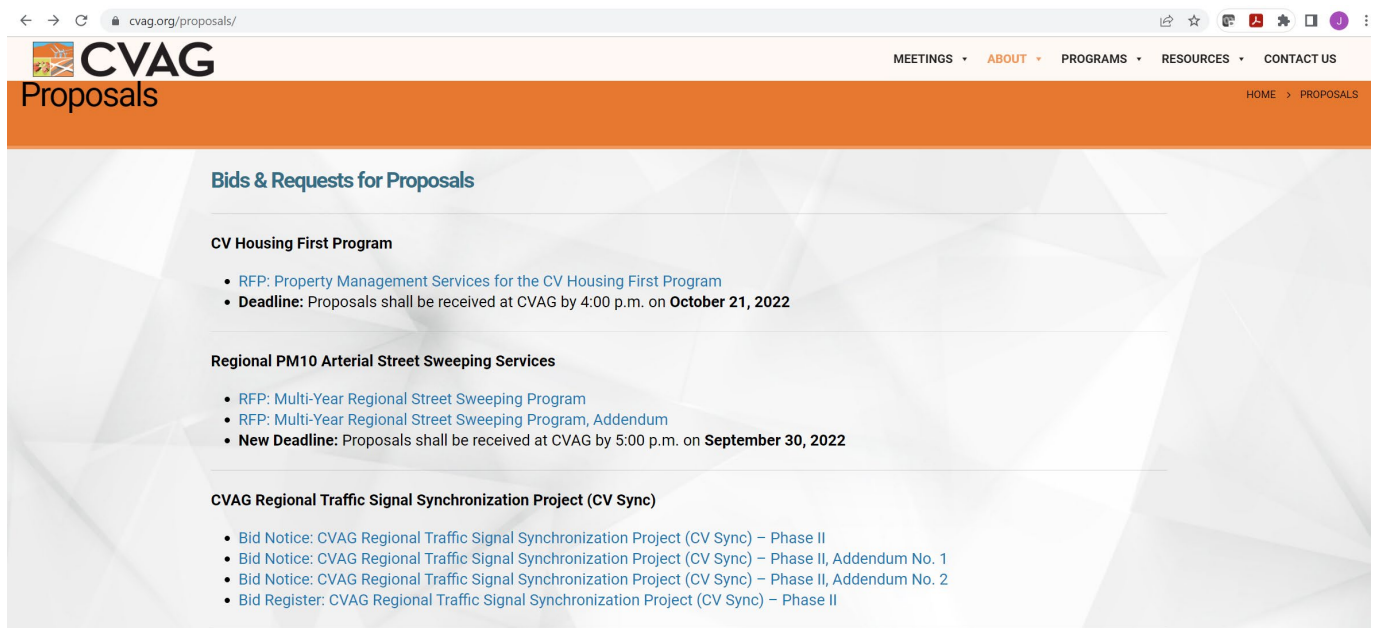 cvag.org/proposals/
J
CVAG
MEETINGS ABOUT PROGRAMS RESOURCES CONTACT US
Proposals
HOME > PROPOSALS
Bids & Requests for Proposals
CV Housing First Program
• RFP: Property Management Services for the CV Housing First Program
• Deadline: Proposals shall be received at CVAG by 4:00 p.m. on October 21, 2022
Regional PM10 Arterial Street Sweeping Services
• RFP: Multi-Year Regional Street Sweeping Program
• RFP: Multi-Year Regional Street Sweeping Program, Addendum
• New Deadline: Proposals shall be received at CVAG by 5:00 p.m. on September 30, 2022
CVAG Regional Traffic Signal Synchronization Project (CV Sync)
• Bid Notice: CVAG Regional Traffic Signal Synchronization Project (CV Sync) – Phase II
• Bid Notice: CVAG Regional Traffic Signal Synchronization Project (CV Sync) – Phase II, Addendum No. 1
• Bid Notice: CVAG Regional Traffic Signal Synchronization Project (CV Sync) – Phase II, Addendum No. 2
• Bid Register: CVAG Regional Traffic Signal Synchronization Project (CV Sync) – Phase II